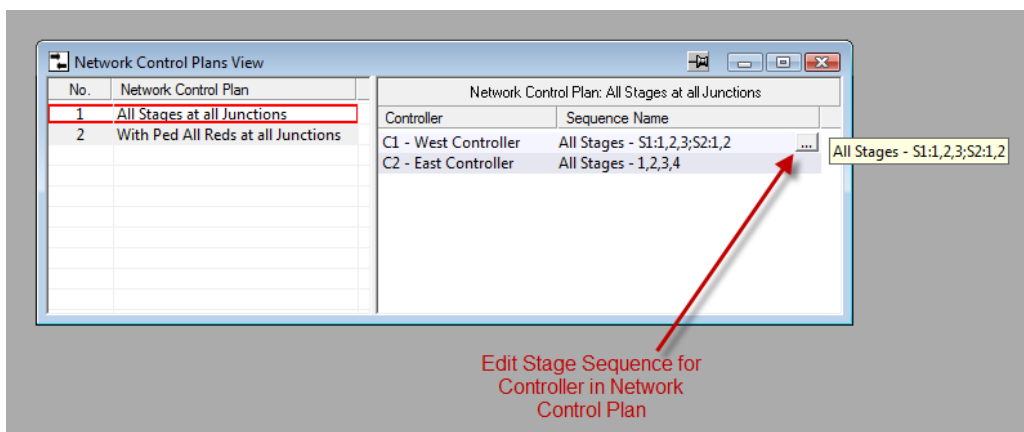 Network Control Plans View
No. Network Control Plan
1 All Stages at all Junctions
2 With Ped All Reds at all Junctions
Network Control Plan: All Stages at all Junctions
Controller Sequence Name
C1 - West Controller All Stages - S1:1,2,3;S2:1,2 ...
C2 - East Controller All Stages - 1,2,3,4
All Stages - S1:1,2,3;S2:1,2
Edit Stage Sequence for
Controller in Network
Control Plan